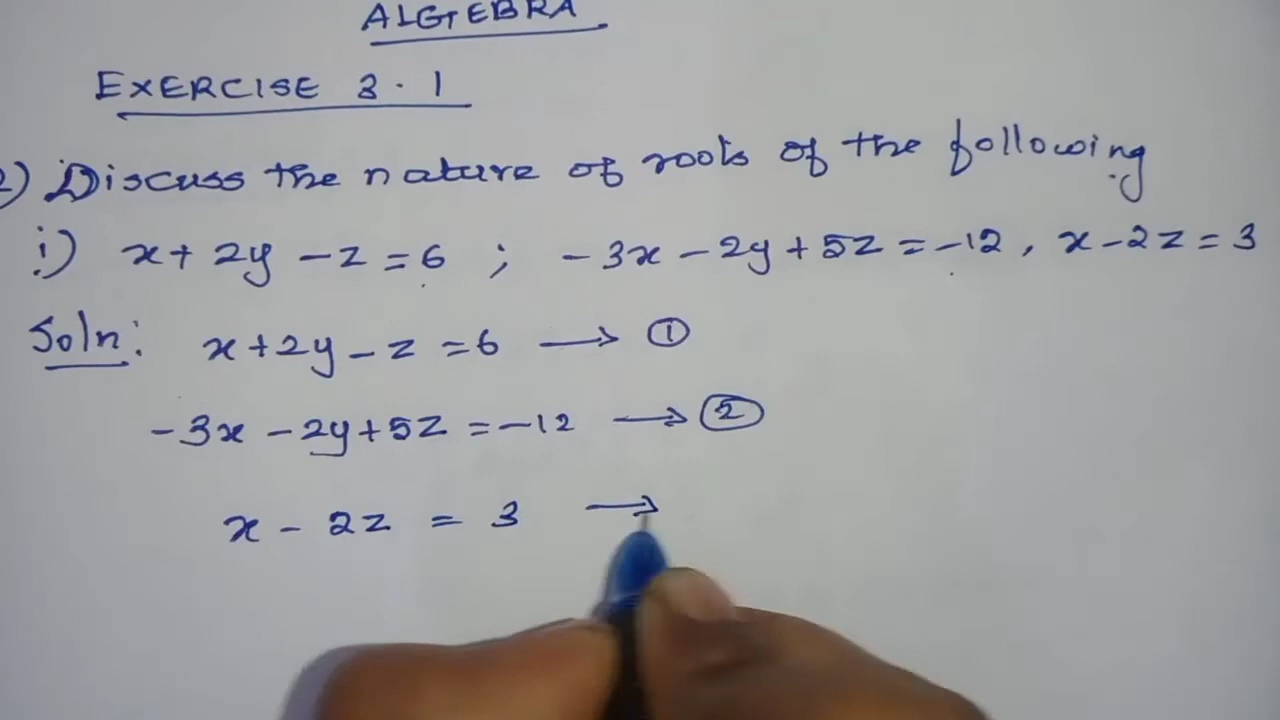 ALGEBRA
EXERCISE 3.1
2) Discuss the nature of roots of the following
i) x + 2y - z = 6 ; -3x - 2y + 5z = -12, x - 2z = 3
Soln: x + 2y - z = 6 → ①
-3x - 2y + 5z = -12 → ②
x - 2z = 3 →